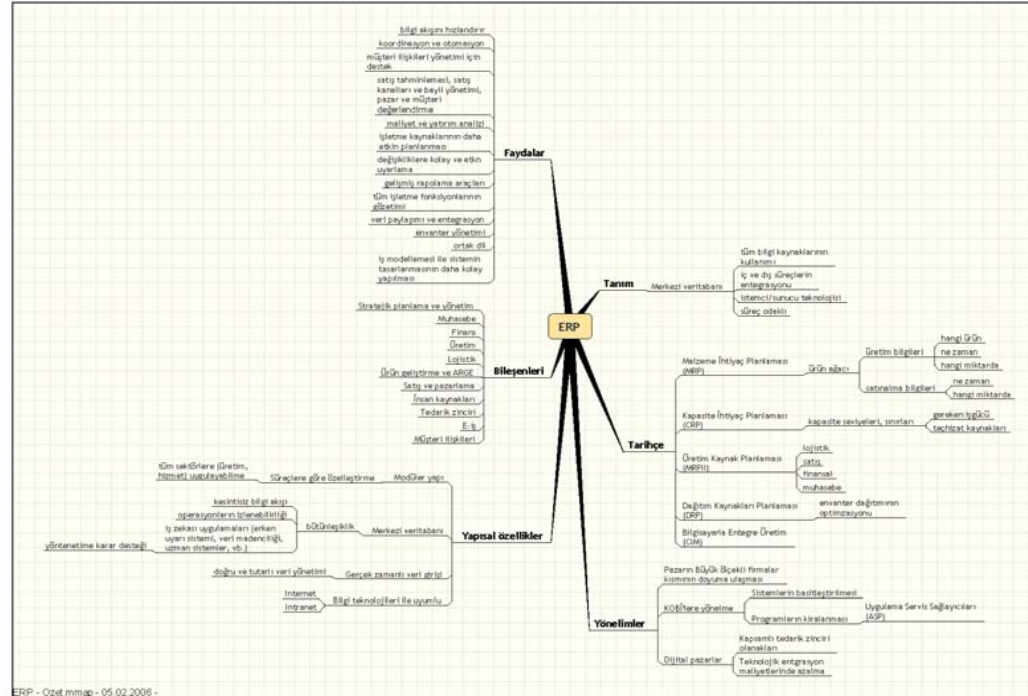 bilgi akışını hızlandırır
koordinasyon ve otomasyon
müşteri ilişkileri yönetimi için
destek
satış tahminlemesi, satış
kanalları ve bayii yönetimi,
pazar ve müşteri
değerlendirme
maliyet ve yatırım analizi
işletme kaynaklarının daha
etkin planlanması
değişikliklere kolay ve etkin
uyarlama
gelişmiş rapolama araçları
tüm işletme fonksiyonlarının
gözetimi
veri paylaşımı ve entegrasyon
envanter yönetimi
ortak dil
iş modellemesi ile sistemin
tasarlanmasının daha kolay
yapılması
Faydalar
Stratejik planlama ve yönetim
Muhasebe
Finans
Üretim
Lojistik
Ürün geliştirme ve ARGE
Satış ve pazarlama
İnsan kaynakları
Tedarik zinciri
E-iş
Müşteri ilişkileri
Bileşenleri
tüm sektörlere (üretim,
hizmet) uygulayabilme
Süreçlere göre özelleştirme
Modüler yapı
kesintisiz bilgi akışı
operasyonların izlenebilirliği
iş zekası uygulamaları (erken
uyarı sistemi, veri madenciliği,
uzman sistemler, vb.)
yöntenetime karar desteği
bütünleşiklik
Merkezi veritabanı
doğru ve tutarlı veri yönetimi
Gerçek zamanlı veri girişi
Internet
Intranet
Bilgi teknolojileri ile uyumlu
Yapısal özellikler
ERP
Tanım
Merkezi veritabanı
tüm bilgi kaynaklarının
kullanımı
iç ve dış süreçlerin
entegrasyonu
istemci/sunucu teknolojisi
süreç odaklı
Tarihçe
Malzeme İhtiyaç Planlaması
(MRP)
ürün ağacı
üretim bilgileri
hangi ürün
ne zaman
hangi miktarda
satınalma bilgileri
ne zaman
hangi miktarda
Kapasite İhtiyaç Planlaması
(CRP)
kapasite seviyeleri, sınırları
gereken işgücü
teçhizat kaynakları
Üretim Kaynak Planlaması
(MRPII)
lojistik
satış
finansal
muhasebe
Dağıtım Kaynakları Planlaması
(DRP)
envanter dağıtımının
optimzasyonu
Bilgisayarla Entegre Üretim
(CIM)
Yönelimler
Pazarın Büyük ölçekli firmalar
kısmının doyuma ulaşması
KOBİ'lere yönelme
Sistemlerin basitleştirilmesi
Programların kiralanması
Uygulama Servis Sağlayıcıları
(ASP)
Dijital pazarlar
Kapsamlı tedarik zinciri
olanakları
Teknolojik entgrasyon
maliyetlerinde azalma
ERP - Ozet.mmap - 05.02.2006 -